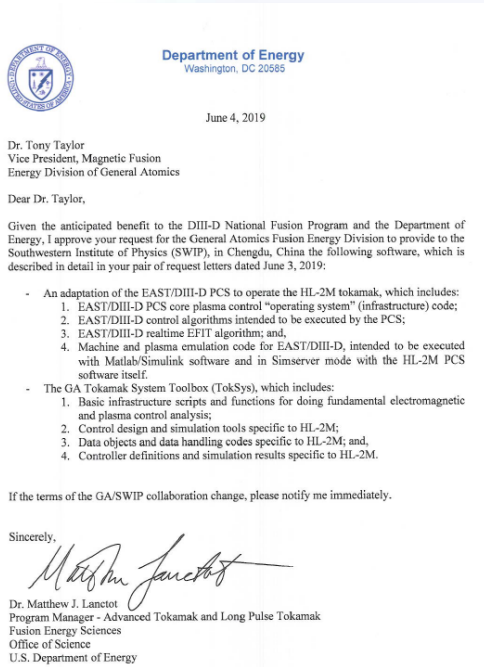 DEPARTMENT OF ENERGY
UNITED STATES OF AMERICA
Department of Energy
Washington, DC 20585
June 4, 2019
Dr. Tony Taylor
Vice President, Magnetic Fusion
Energy Division of General Atomics
Dear Dr. Taylor,
Given the anticipated benefit to the DIII-D National Fusion Program and the Department of
Energy, I approve your request for the General Atomics Fusion Energy Division to provide to the
Southwestern Institute of Physics (SWIP), in Chengdu, China the following software, which is
described in detail in your pair of request letters dated June 3, 2019:
- An adaptation of the EAST/DIII-D PCS to operate the HL-2M tokamak, which includes:
1. EAST/DIII-D PCS core plasma control “operating system” (infrastructure) code;
2. EAST/DIII-D control algorithms intended to be executed by the PCS;
3. EAST/DIII-D realtime EFIT algorithm; and,
4. Machine and plasma emulation code for EAST/DIII-D, intended to be executed
with Matlab/Simulink software and in Simserver mode with the HL-2M PCS
software itself.
- The GA Tokamak System Toolbox (TokSys), which includes:
1. Basic infrastructure scripts and functions for doing fundamental electromagnetic
and plasma control analysis;
2. Control design and simulation tools specific to HL-2M;
3. Data objects and data handling codes specific to HL-2M; and,
4. Controller definitions and simulation results specific to HL-2M.
If the terms of the GA/SWIP collaboration change, please notify me immediately.
Sincerely,
Matthew Lanctot
Dr. Matthew J. Lanctot
Program Manager - Advanced Tokamak and Long Pulse Tokamak
Fusion Energy Sciences
Office of Science
U.S. Department of Energy